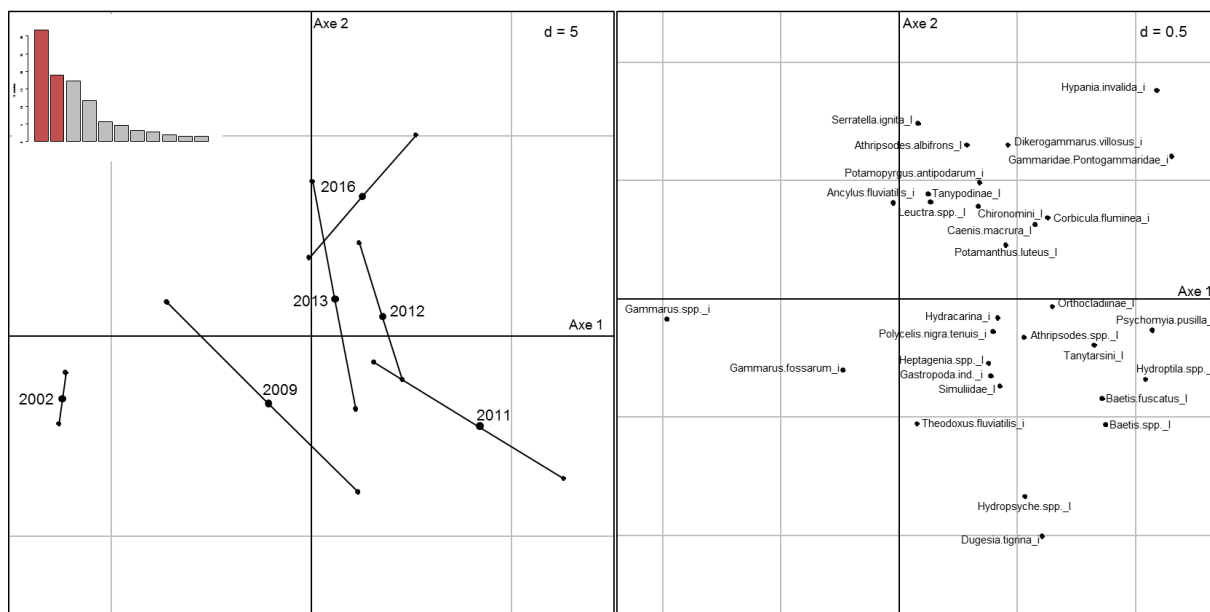 Axe 2
d = 5
2016
2013
2012
Axe 1
2002
2009
2011
Axe 2
d = 0.5
Hypania.invalida_i
Serratella.ignita_l
Athripsodes.albifrons_l
Dikerogammarus.villosus_i
Gammaridae.Pontogammaridae_i
Potamopyrgus.antipodarum_i
Ancylus.fluviatilis_i
Tanypodinae_l
Leuctra.spp._l
Chironomini_l
Corbicula.fluminea_i
Caenis.macrura_l
Potamanthus.luteus_l
Axe 1
Orthocladiinae_l
Gammarus.spp._i
Hydracarina_i
Psychomyia.pusilla_
Polycelis.nigra.tenuis_i
Athripsodes.spp._l
Tanytarsini_l
Heptagenia.spp._l
Gammarus.fossarum_i
Gastropoda.ind._i
Hydroptila.spp._
Simuliidae_l
Baetis.fuscatus_l
Theodoxus.fluviatilis_i
Baetis.spp._l
Hydropsyche.spp._l
Dugesia.tigrina_i